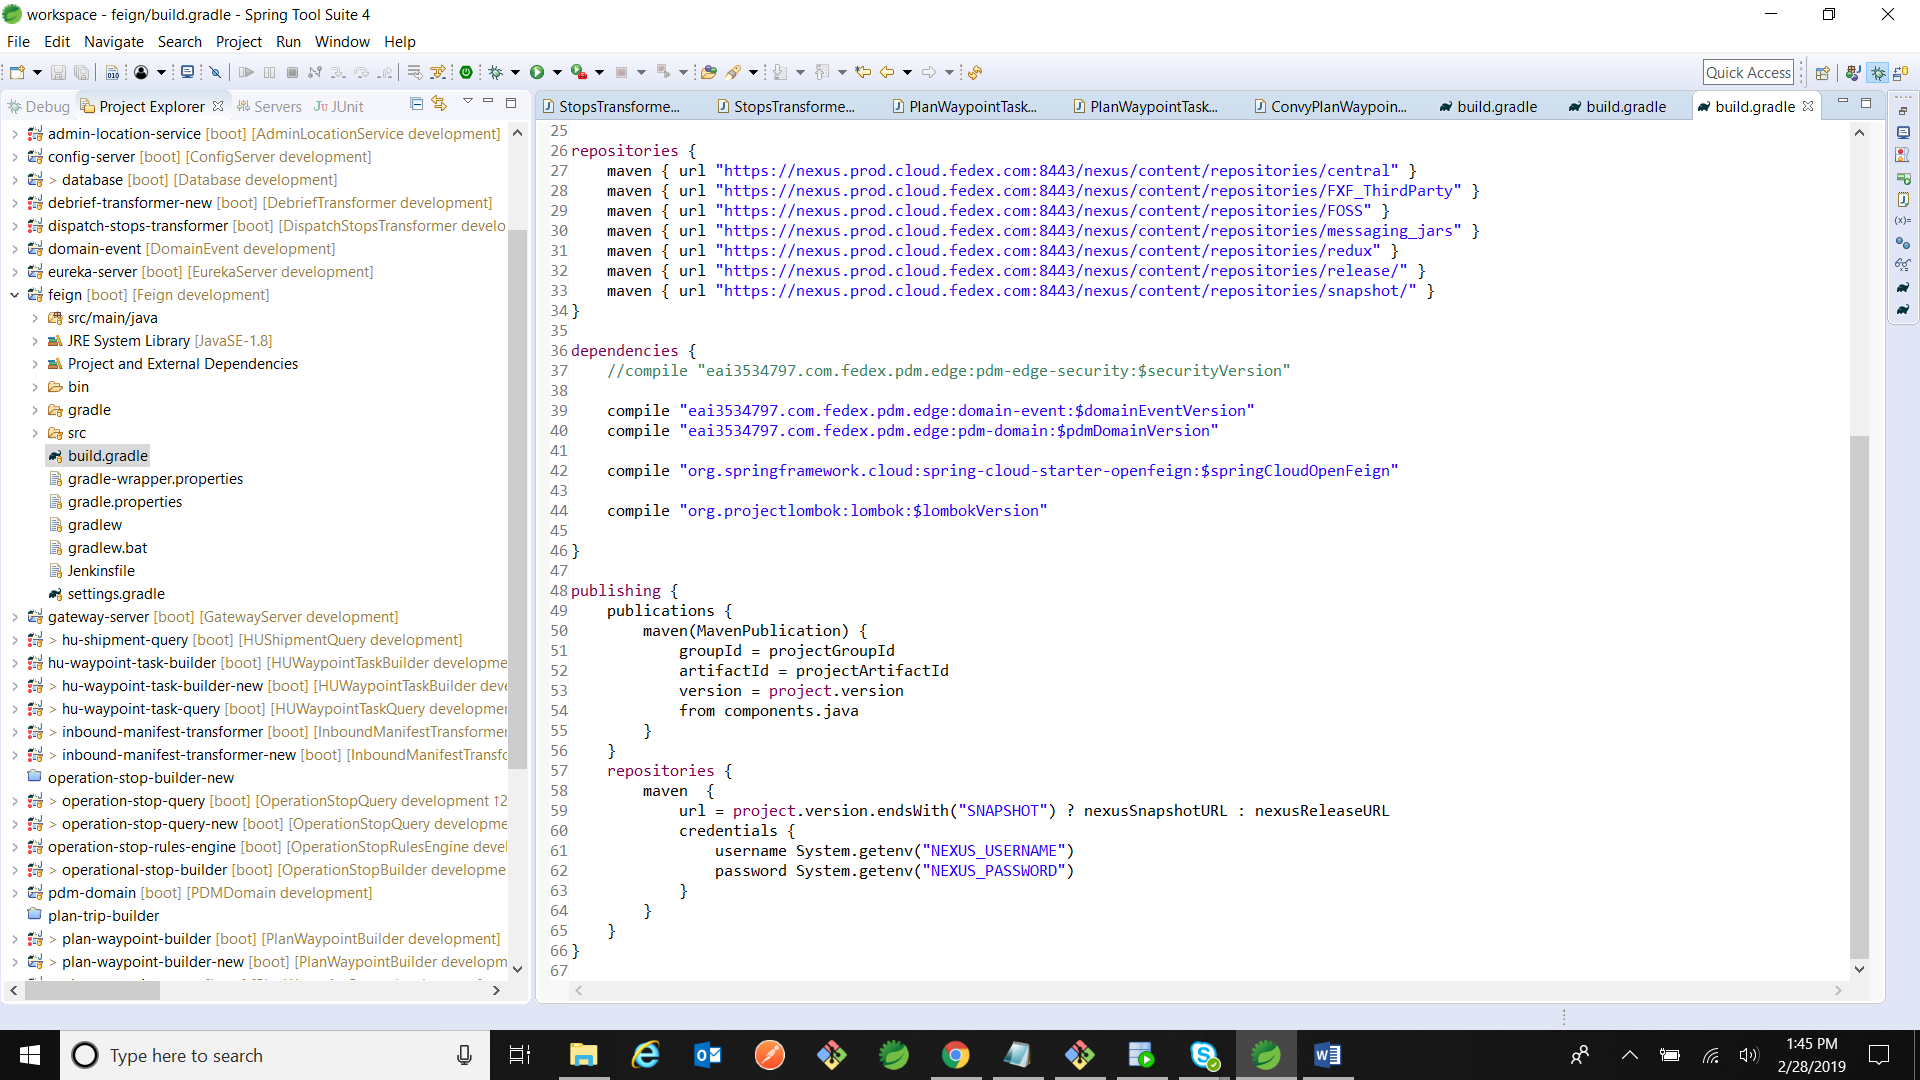 workspace - feign/build.gradle - Spring Tool Suite 4
File Edit Navigate Search Project Run Window Help
Quick Access
Debug Project Explorer Servers JUnit
admin-location-service [boot] [AdminLocationService development]
config-server [boot] [ConfigServer development]
> database [boot] [Database development]
debrief-transformer-new [boot] [DebriefTransformer development]
dispatch-stops-transformer [boot] [DispatchStopsTransformer develo
domain-event [DomainEvent development]
eureka-server [boot] [EurekaServer development]
feign [boot] [Feign development]
src/main/java
JRE System Library [JavaSE-1.8]
Project and External Dependencies
bin
gradle
src
build.gradle
gradle-wrapper.properties
gradle.properties
gradlew
gradlew.bat
Jenkinsfile
settings.gradle
gateway-server [boot] [GatewayServer development]
> hu-shipment-query [boot] [HUShipmentQuery development]
hu-waypoint-task-builder [boot] [HUWaypointTaskBuilder developme
> hu-waypoint-task-builder-new [boot] [HUWaypointTaskBuilder deve
> hu-waypoint-task-query [boot] [HUWaypointTaskQuery developmer
> inbound-manifest-transformer [boot] [InboundManifestTransformer
> inbound-manifest-transformer-new [boot] [InboundManifestTransfo
operation-stop-builder-new
> operation-stop-query [boot] [OperationStopQuery development ↑2
> operation-stop-query-new [boot] [OperationStopQuery developme
operation-stop-rules-engine [boot] [OperationStopRulesEngine devel
> operational-stop-builder [boot] [OperationStopBuilder developme
pdm-domain [boot] [PDMDomain development]
plan-trip-builder
> plan-waypoint-builder [boot] [PlanWaypointBuilder development]
> plan-waypoint-builder-new [boot] [PlanWaypointBuilder developm
StopsTransforme... StopsTransforme... PlanWaypointTask... PlanWaypointTask... ConvyPlanWaypoin... build.gradle build.gradle build.gradle
25
26 repositories {
27 maven { url "https://nexus.prod.cloud.fedex.com:8443/nexus/content/repositories/central" }
28 maven { url "https://nexus.prod.cloud.fedex.com:8443/nexus/content/repositories/FXF_ThirdParty" }
29 maven { url "https://nexus.prod.cloud.fedex.com:8443/nexus/content/repositories/FOSS" }
30 maven { url "https://nexus.prod.cloud.fedex.com:8443/nexus/content/repositories/messaging_jars" }
31 maven { url "https://nexus.prod.cloud.fedex.com:8443/nexus/content/repositories/redux" }
32 maven { url "https://nexus.prod.cloud.fedex.com:8443/nexus/content/repositories/release/" }
33 maven { url "https://nexus.prod.cloud.fedex.com:8443/nexus/content/repositories/snapshot/" }
34 }
35
36 dependencies {
37 //compile "eai3534797.com.fedex.pdm.edge:pdm-edge-security:$securityVersion"
38
39 compile "eai3534797.com.fedex.pdm.edge:domain-event:$domainEventVersion"
40 compile "eai3534797.com.fedex.pdm.edge:pdm-domain:$pdmDomainVersion"
41
42 compile "org.springframework.cloud:spring-cloud-starter-openfeign:$springCloudOpenFeign"
43
44 compile "org.projectlombok:lombok:$lombokVersion"
45
46 }
47
48 publishing {
49 publications {
50 maven(MavenPublication) {
51 groupId = projectGroupId
52 artifactId = projectArtifactId
53 version = project.version
54 from components.java
55 }
56 }
57 repositories {
58 maven {
59 url = project.version.endsWith("SNAPSHOT") ? nexusSnapshotURL : nexusReleaseURL
60 credentials {
61 username System.getenv("NEXUS_USERNAME")
62 password System.getenv("NEXUS_PASSWORD")
63 }
64 }
65 }
66 }
67
Type here to search
1:45 PM
2/28/2019